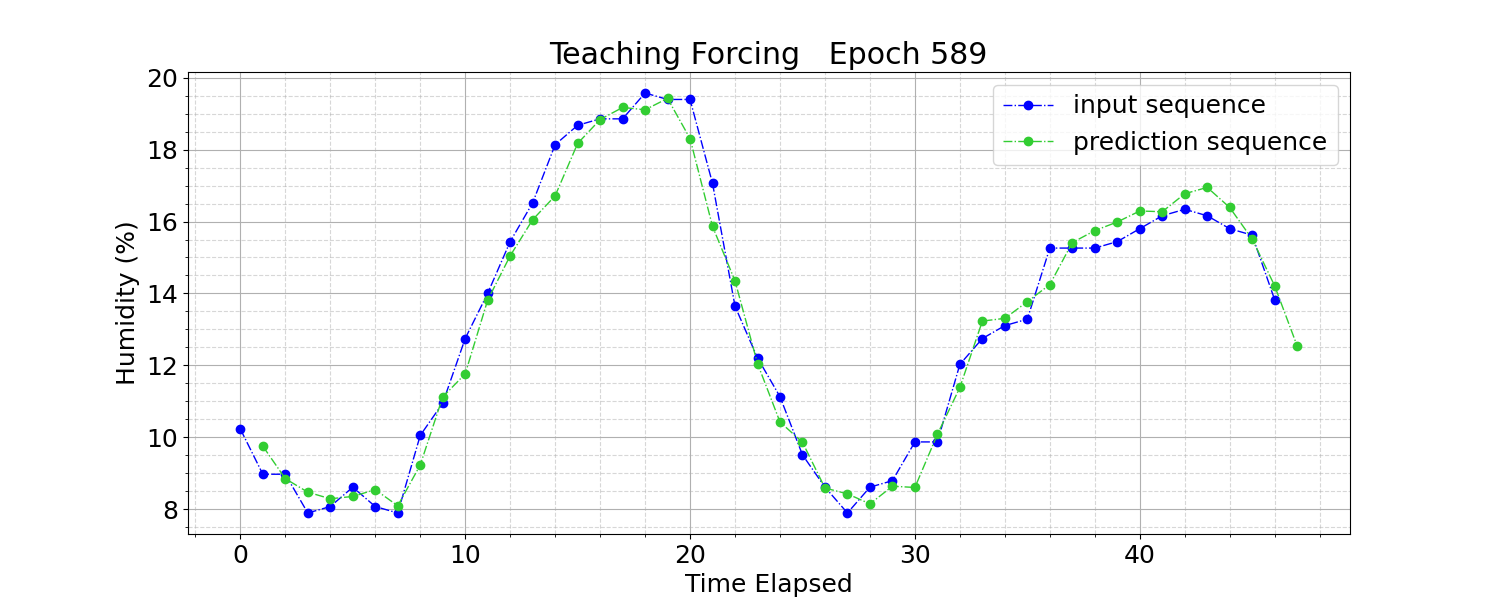 Teaching Forcing   Epoch 589
20
18
16
14
12
10
8
Humidity (%)
input sequence
prediction sequence
0 10 20 30 40
Time Elapsed